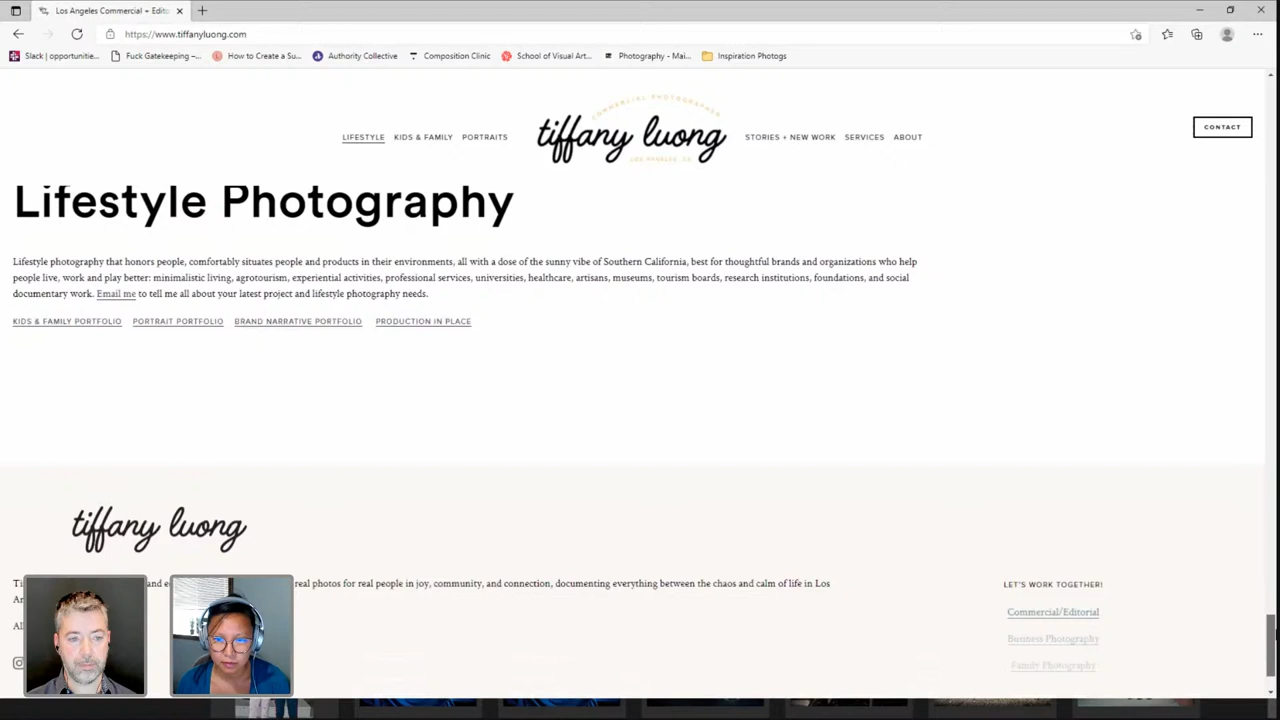 Los Angeles Commercial + Edito
https://www.tiffanyluong.com
Slack | opportunitie...
Fuck Gatekeeping –...
How to Create a Su...
Authority Collective
Composition Clinic
School of Visual Art...
Photography - Mai...
Inspiration Photogs
LIFESTYLE KIDS & FAMILY PORTRAITS
COMMERCIAL PHOTOGRAPHER
tiffany luong
LOS ANGELES, CA
STORIES + NEW WORK SERVICES ABOUT
CONTACT
Lifestyle Photography
Lifestyle photography that honors people, comfortably situates people and products in their environments, all with a dose of the sunny vibe of Southern California, best for thoughtful brands and organizations who help
people live, work and play better: minimalistic living, agrotourism, experiential activities, professional services, universities, healthcare, artisans, museums, tourism boards, research institutions, foundations, and social
documentary work. Email me to tell me all about your latest project and lifestyle photography needs.
KIDS & FAMILY PORTFOLIO PORTRAIT PORTFOLIO BRAND NARRATIVE PORTFOLIO PRODUCTION IN PLACE
tiffany luong
real photos for real people in joy, community, and connection, documenting everything between the chaos and calm of life in Los
LET'S WORK TOGETHER!
Commercial/Editorial
Business Photography
Family Photography